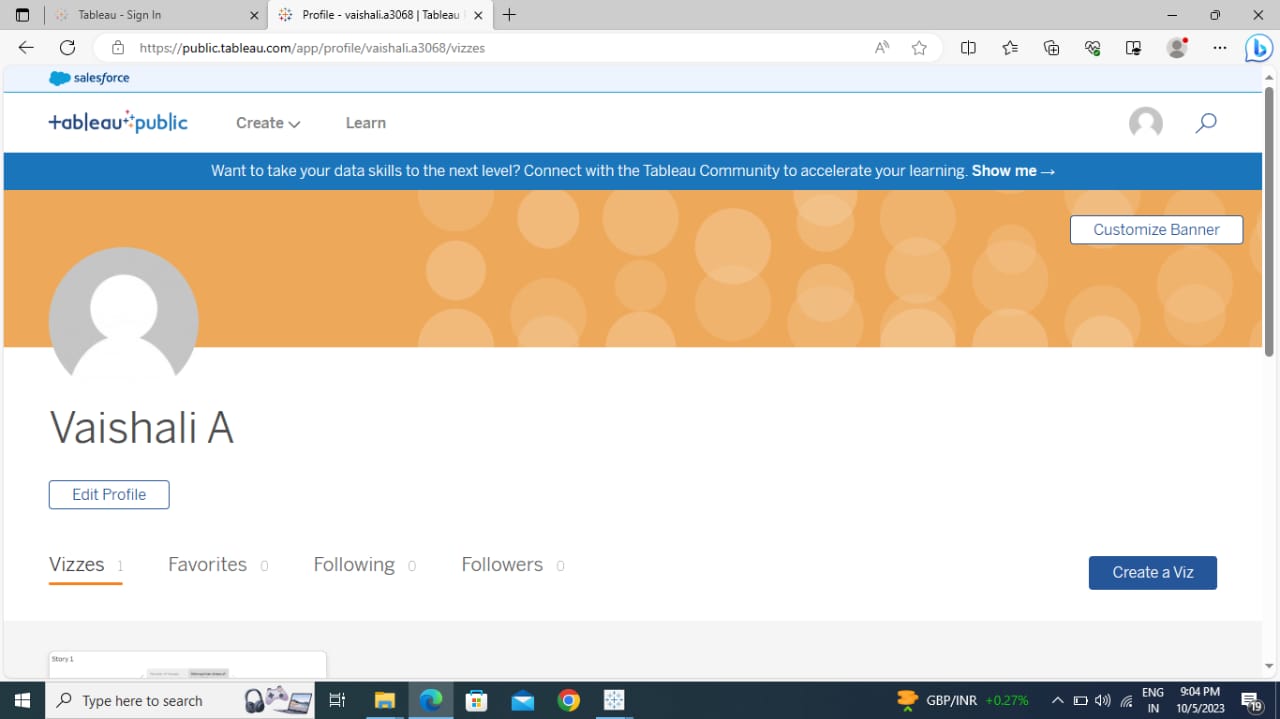 Tableau - Sign In
Profile - vaishali.a3068 | Tableau
https://public.tableau.com/app/profile/vaishali.a3068/vizzes
salesforce
+ableau public
Create
Learn
Want to take your data skills to the next level? Connect with the Tableau Community to accelerate your learning. Show me →
Customize Banner
Vaishali A
Edit Profile
Vizzes 1
Favorites 0
Following 0
Followers 0
Create a Viz
Story 1
Type here to search
GBP/INR +0.27%
ENG
IN
9:04 PM
10/5/2023
19